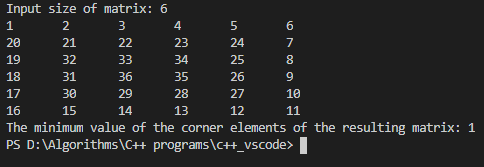 Input size of matrix: 6
1 2 3 4 5 6
20 21 22 23 24 7
19 32 33 34 25 8
18 31 36 35 26 9
17 30 29 28 27 10
16 15 14 13 12 11
The minimum value of the corner elements of the resulting matrix: 1
PS D:\Algorithms\C++ programs\c++_vscode>